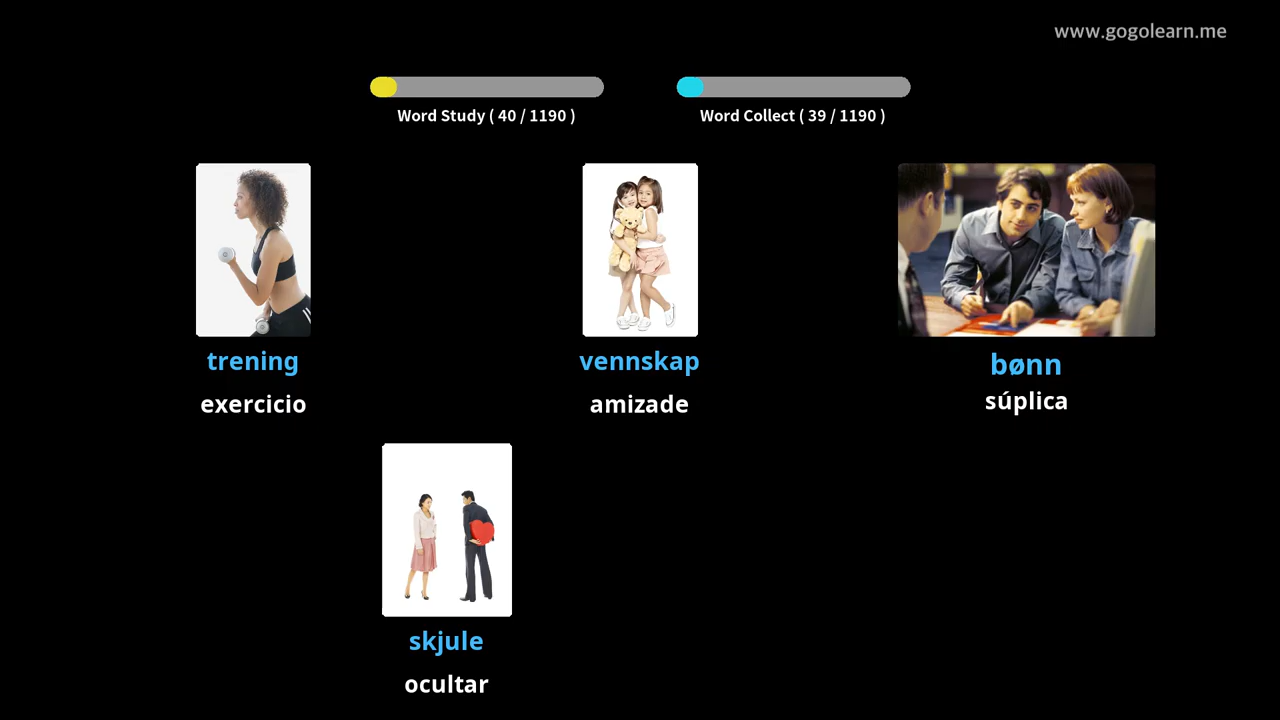 www.gogolearn.me
Word Study ( 40 / 1190 )
Word Collect ( 39 / 1190 )
trening
vennskap
bønn
exercicio
amizade
súplica
skjule
ocultar